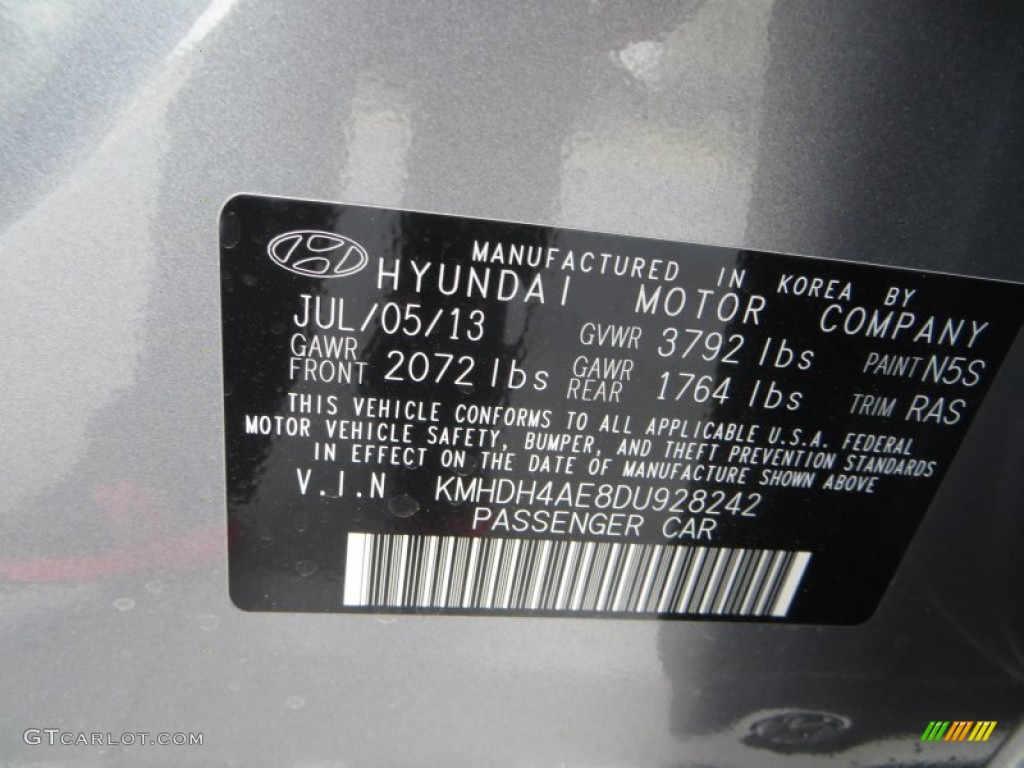 MANUFACTURED IN KOREA BY
HYUNDAI MOTOR COMPANY
JUL/05/13 GVWR 3792 lbs PAINT N5S
GAWR FRONT 2072 lbs GAWR REAR 1764 lbs TRIM RAS
THIS VEHICLE CONFORMS TO ALL APPLICABLE U.S.A. FEDERAL
MOTOR VEHICLE SAFETY, BUMPER, AND THEFT PREVENTION STANDARDS
IN EFFECT ON THE DATE OF MANUFACTURE SHOWN ABOVE
V.I.N KMHDH4AE8DU928242
PASSENGER CAR
GTCARLOT.COM